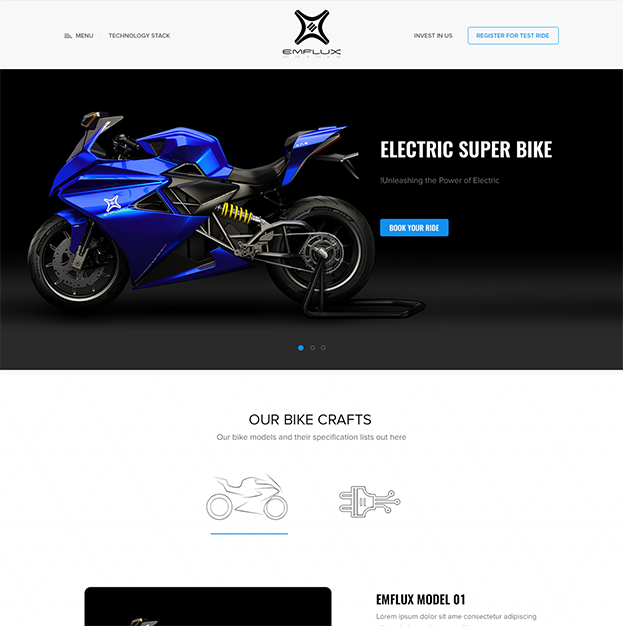 MENU
TECHNOLOGY STACK
EMFLUX
MOTORS
INVEST IN US
REGISTER FOR TEST RIDE
ELECTRIC SUPER BIKE
!Unleashing the Power of Electric
BOOK YOUR RIDE
OUR BIKE CRAFTS
Our bike models and their specification lists out here
EMFLUX MODEL 01
Lorem ipsum dolor sit ame consectetur adipiscing